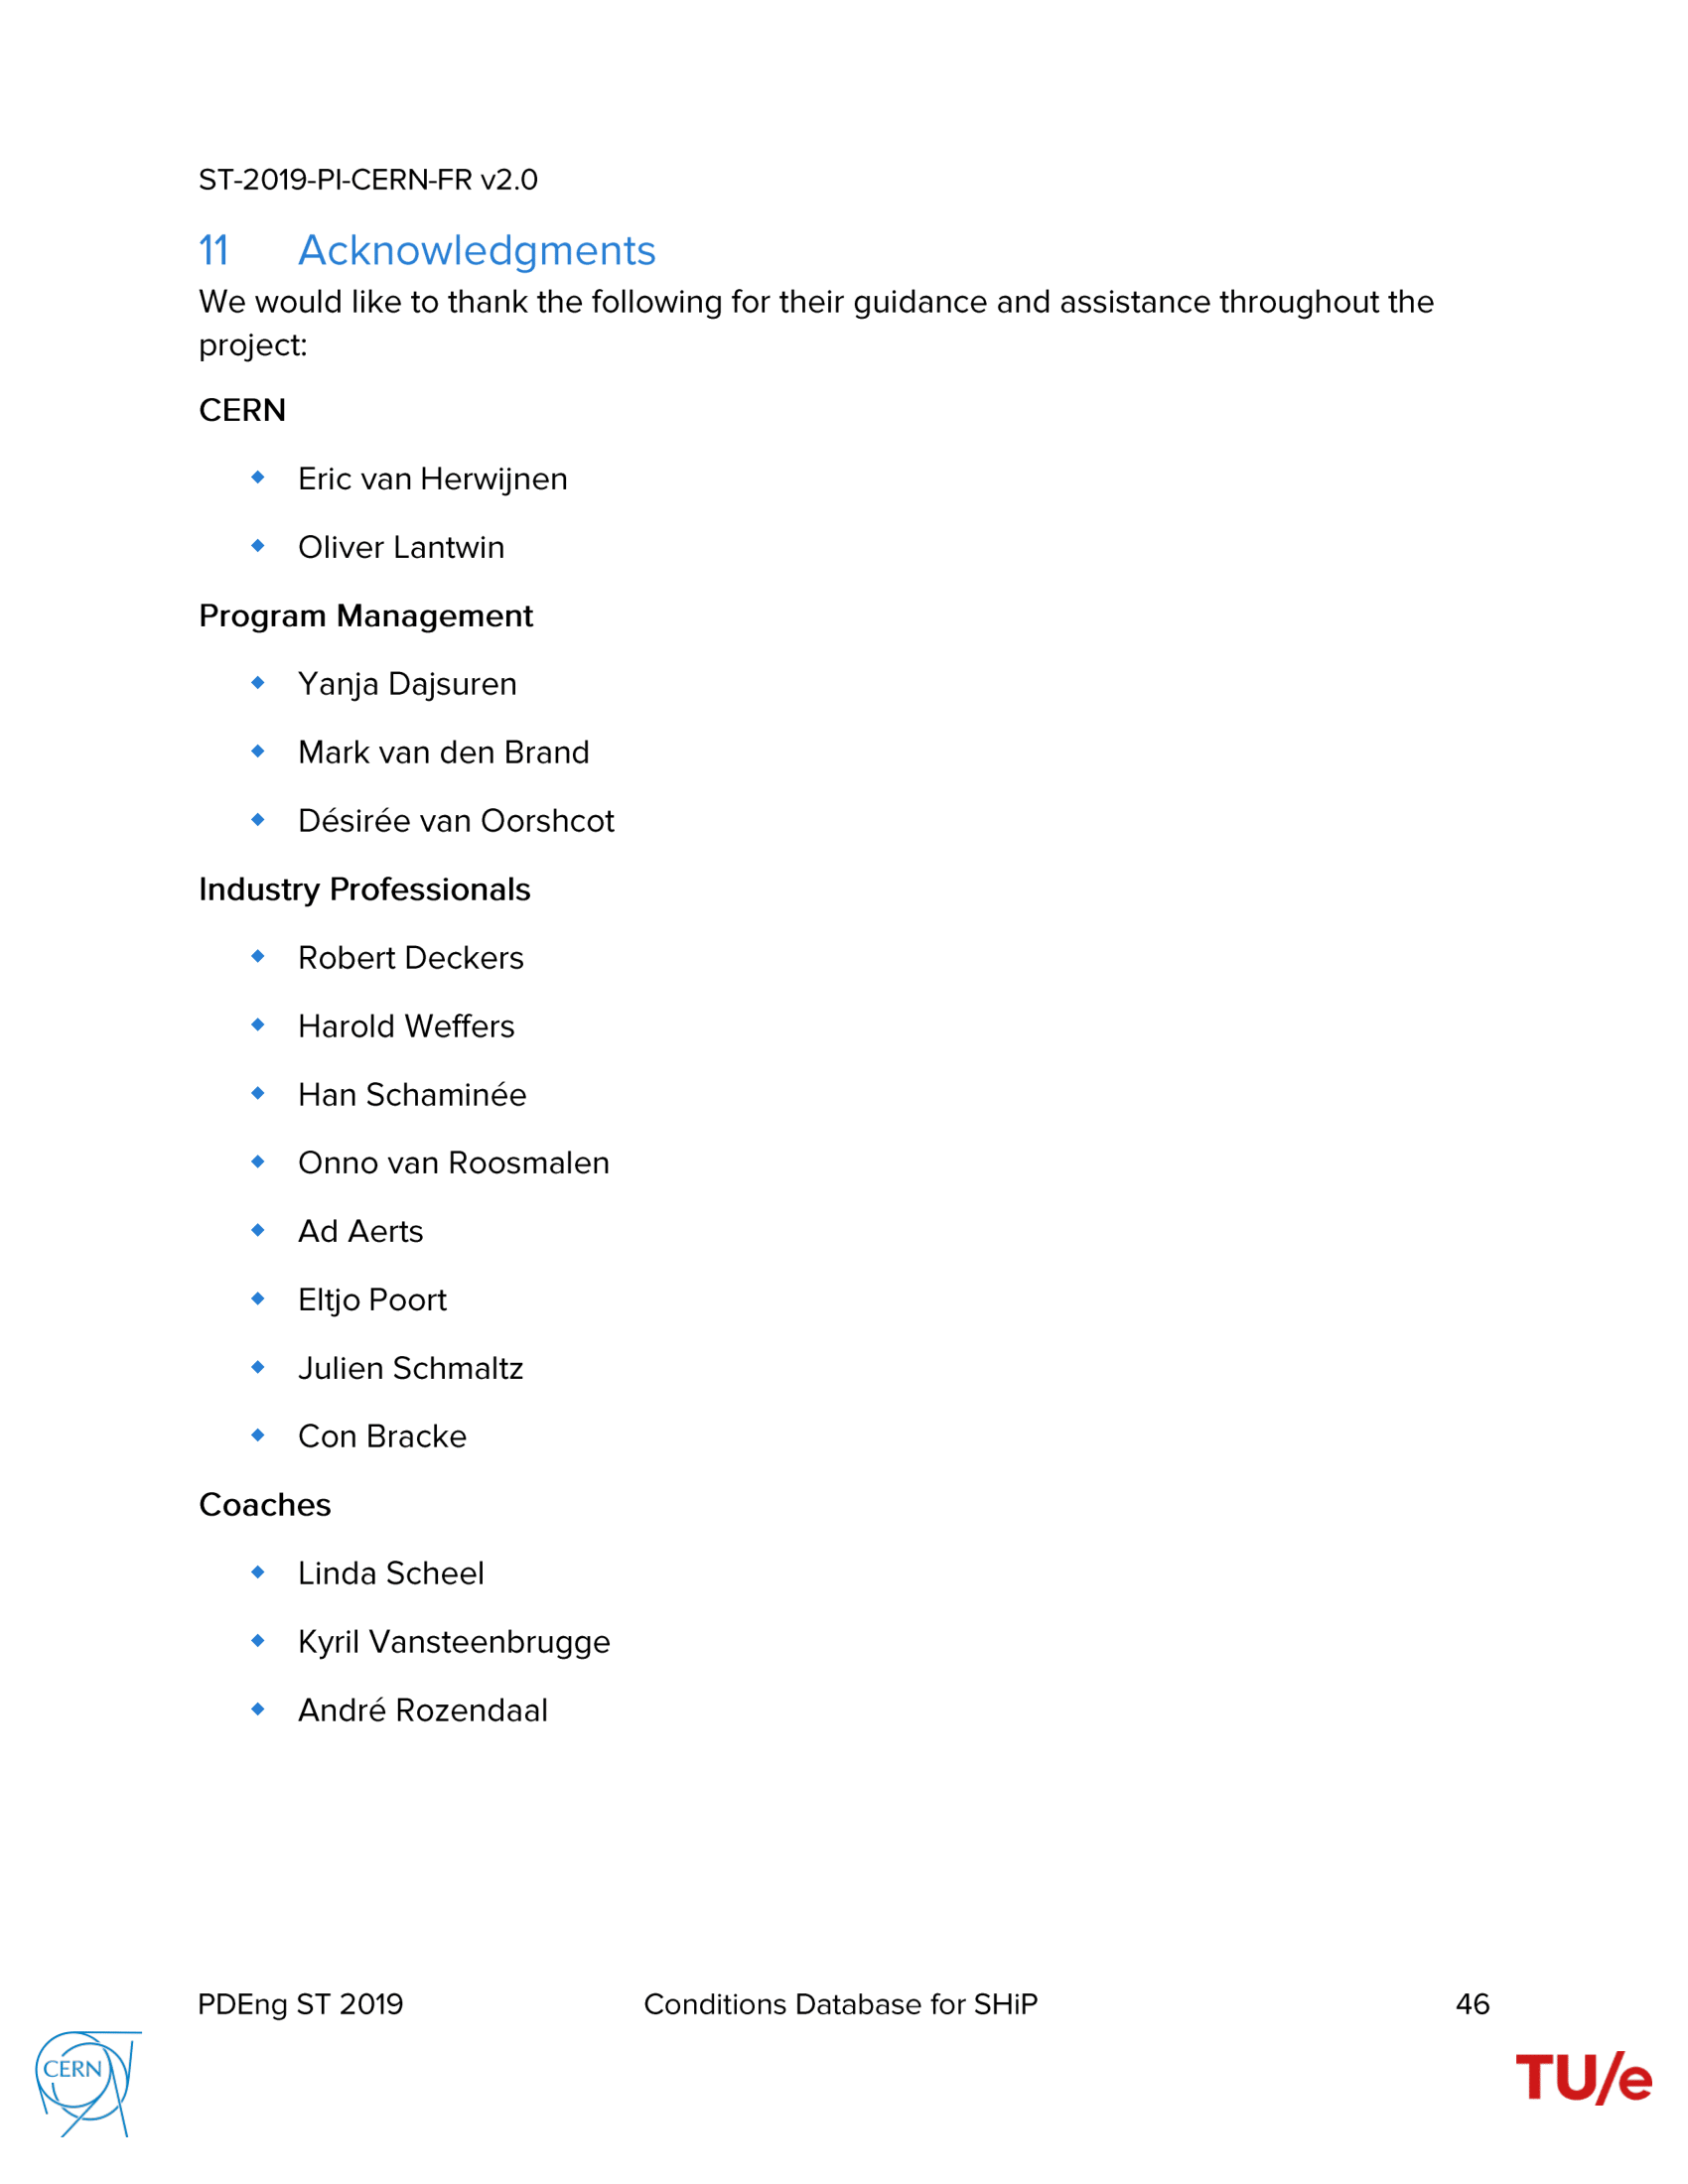 ST-2019-PI-CERN-FR v2.0
11 Acknowledgments
We would like to thank the following for their guidance and assistance throughout the
project:
CERN
Eric van Herwijnen
Oliver Lantwin
Program Management
Yanja Dajsuren
Mark van den Brand
Désirée van Oorshcot
Industry Professionals
Robert Deckers
Harold Weffers
Han Schaminée
Onno van Roosmalen
Ad Aerts
Eltjo Poort
Julien Schmaltz
Con Bracke
Coaches
Linda Scheel
Kyril Vansteenbrugge
André Rozendaal
PDEng ST 2019 Conditions Database for SHiP 46
CERN TU/e